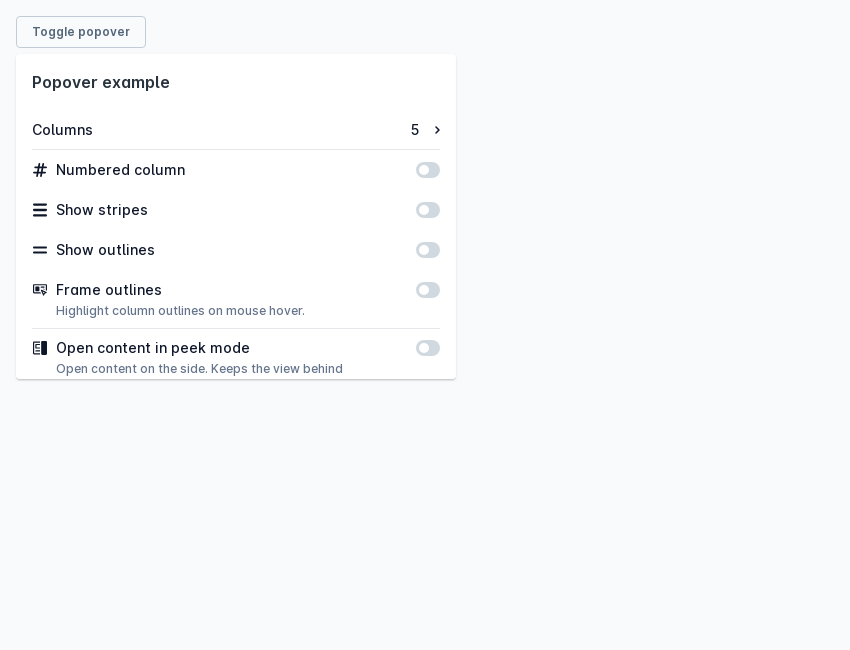 Toggle popover
Popover example
Columns 5
Numbered column
Show stripes
Show outlines
Frame outlines
Highlight column outlines on mouse hover.
Open content in peek mode
Open content on the side. Keeps the view behind